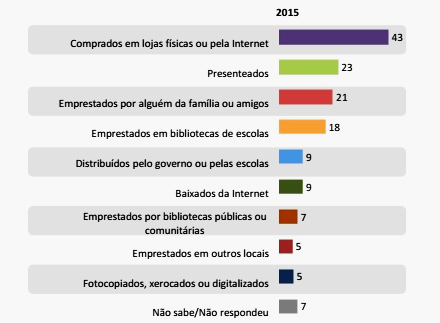 2015
Comprados em lojas físicas ou pela Internet 43
Presenteados 23
Emprestados por alguém da família ou amigos 21
Emprestados em bibliotecas de escolas 18
Distribuídos pelo governo ou pelas escolas 9
Baixados da Internet 9
Emprestados por bibliotecas públicas ou
comunitárias 7
Emprestados em outros locais 5
Fotocopiados, xerocados ou digitalizados 5
Não sabe/Não respondeu 7